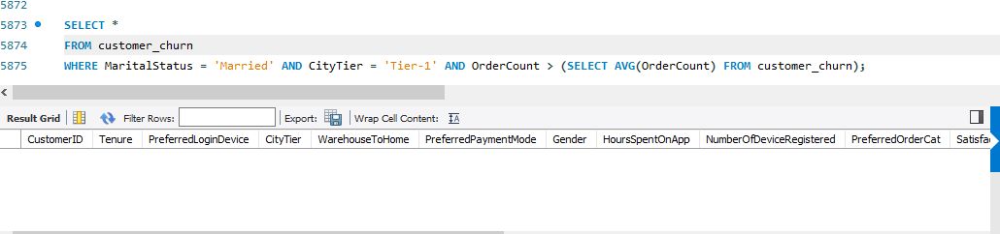 5872
5873 SELECT *
5874 FROM customer_churn
5875 WHERE MaritalStatus = 'Married' AND CityTier = 'Tier-1' AND OrderCount > (SELECT AVG(OrderCount) FROM customer_churn);
Result Grid Filter Rows: Export: Wrap Cell Content:
CustomerID Tenure PreferredLoginDevice CityTier WarehouseToHome PreferredPaymentMode Gender HoursSpentOnApp NumberOfDeviceRegistered PreferredOrderCat Satisfac